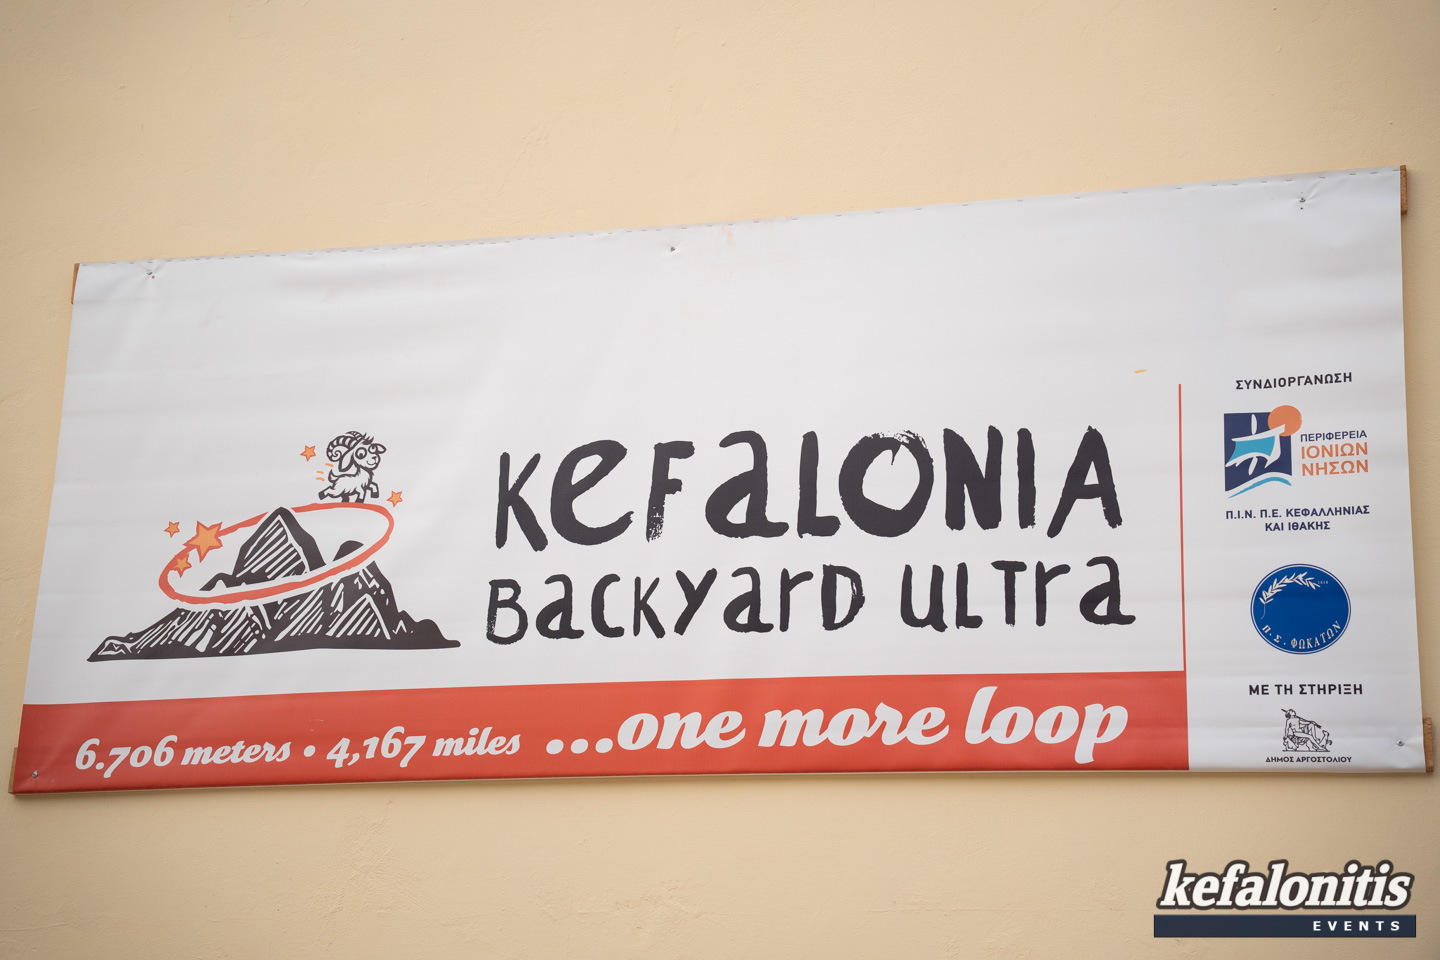 KefaLONIA
BacKyarD ULTra
6.706 meters • 4,167 miles ...one more loop
ΣΥΝΔΙΟΡΓΑΝΩΣΗ
ΠΕΡΙΦΕΡΕΙΑ
ΙΟΝΙΩΝ
ΝΗΣΩΝ
Π.Ι.Ν. Π.Ε. ΚΕΦΑΛΛΗΝΙΑΣ
ΚΑΙ ΙΘΑΚΗΣ
Π.Σ. ΦΩΚΑΤΩΝ
ΜΕ ΤΗ ΣΤΗΡΙΞΗ
ΔΗΜΟΣ ΑΡΓΟΣΤΟΛΙΟΥ
kefalonitis
EVENTS